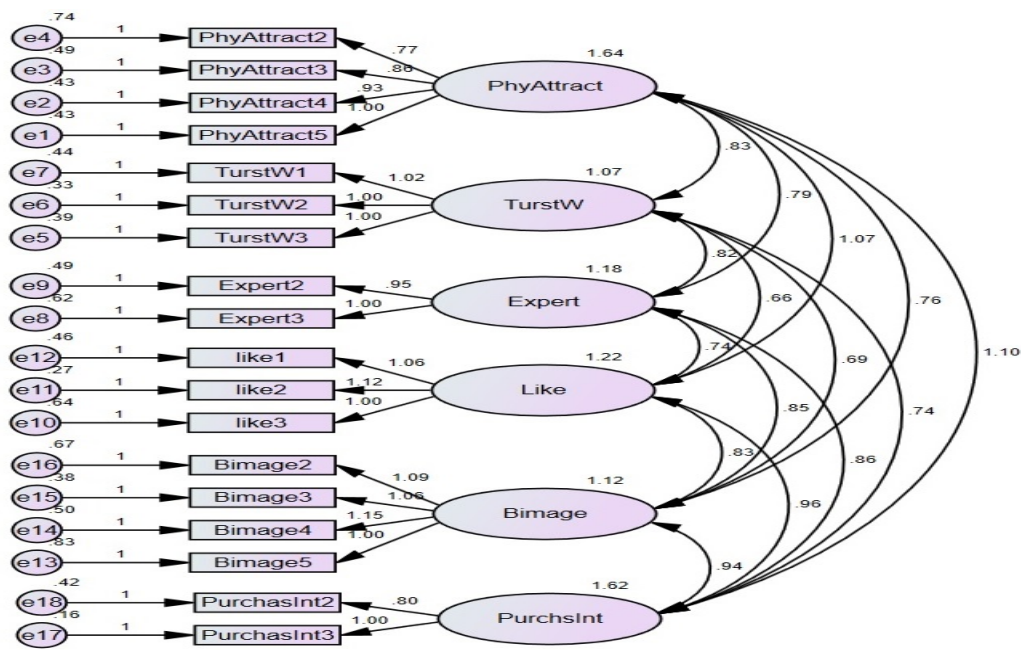 .74
e4 1 PhyAttract2
.77
1.64
.49
e3 1 PhyAttract3
.86
PhyAttract
.43
e2 1 PhyAttract4
.93
.43
e1 1 PhyAttract5
1.00
.83
.44
e7 1 TurstW1
1.02
1.07
.33
e6 1 TurstW2
1.00
TurstW
.79
.39
e5 1 TurstW3
1.00
1.07
.82
.49
e9 1 Expert2
.95
1.18
.62
e8 1 Expert3
1.00
Expert
.66
.76
.46
e12 1 like1
1.06
1.22
.74
.69
1.10
.27
e11 1 like2
1.12
Like
.64
e10 1 like3
1.00
.85
.74
.67
e16 1 Bimage2
1.09
1.12
.83
.86
.38
e15 1 Bimage3
1.06
Bimage
.96
.50
e14 1 Bimage4
1.15
.83
e13 1 Bimage5
1.00
.94
.42
e18 1 PurchasInt2
.80
1.62
.16
e17 1 PurchasInt3
1.00
PurchsInt